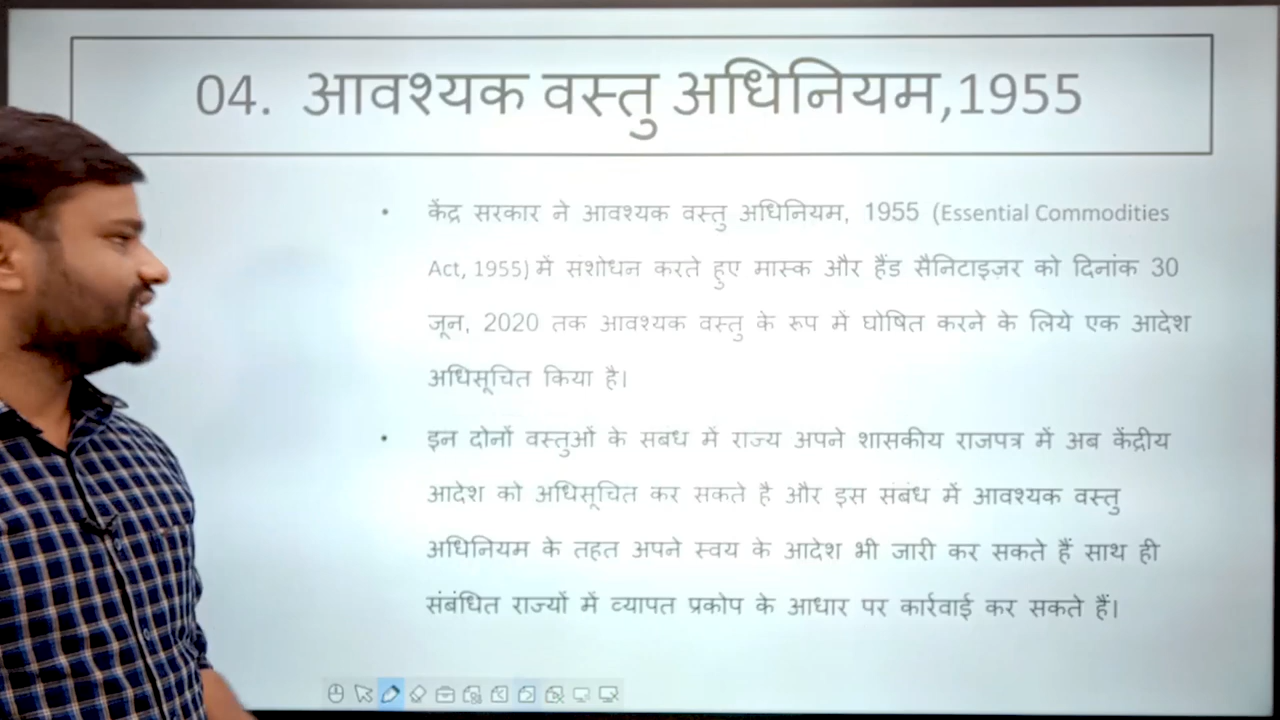 04. आवश्यक वस्तु अधिनियम,1955
• केंद्र सरकार ने आवश्यक वस्तु अधिनियम, 1955 (Essential Commodities
Act, 1955) में संशोधन करते हुए मास्क और हैंड सैनिटाइज़र को दिनांक 30
जून, 2020 तक आवश्यक वस्तु के रूप में घोषित करने के लिये एक आदेश
अधिसूचित किया है।
• इन दोनों वस्तुओं के सबंध में राज्य अपने शासकीय राजपत्र में अब केंद्रीय
आदेश को अधिसूचित कर सकते है और इस संबंध में आवश्यक वस्तु
अधिनियम के तहत अपने स्वय के आदेश भी जारी कर सकते हैं साथ ही
संबंधित राज्यों में व्यापत प्रकोप के आधार पर कार्रवाई कर सकते हैं।